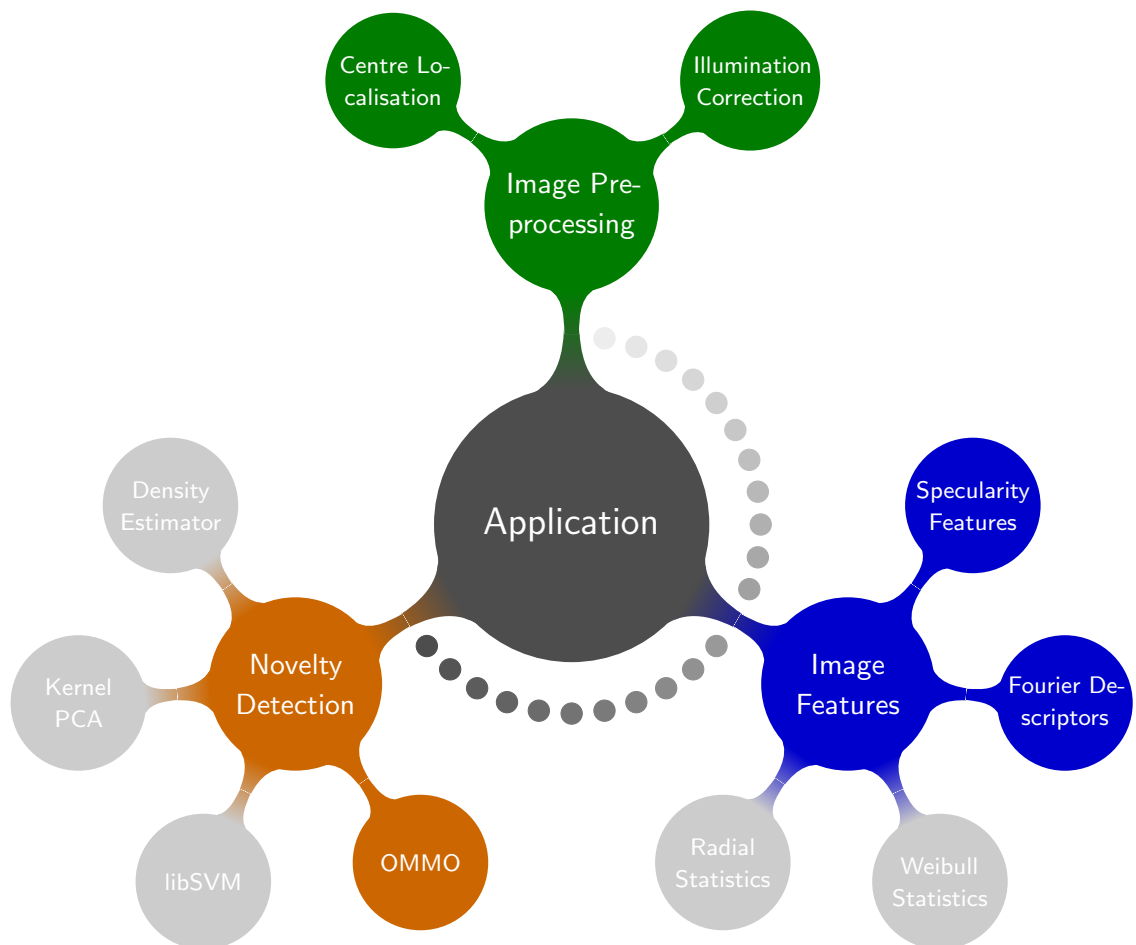 Centre Lo-
calisation
Illumination
Correction
Image Pre-
processing
Application
Density
Estimator
Specularity
Features
Novelty
Detection
Kernel
PCA
Image
Features
Fourier De-
scriptors
libSVM
OMMO
Radial
Statistics
Weibull
Statistics